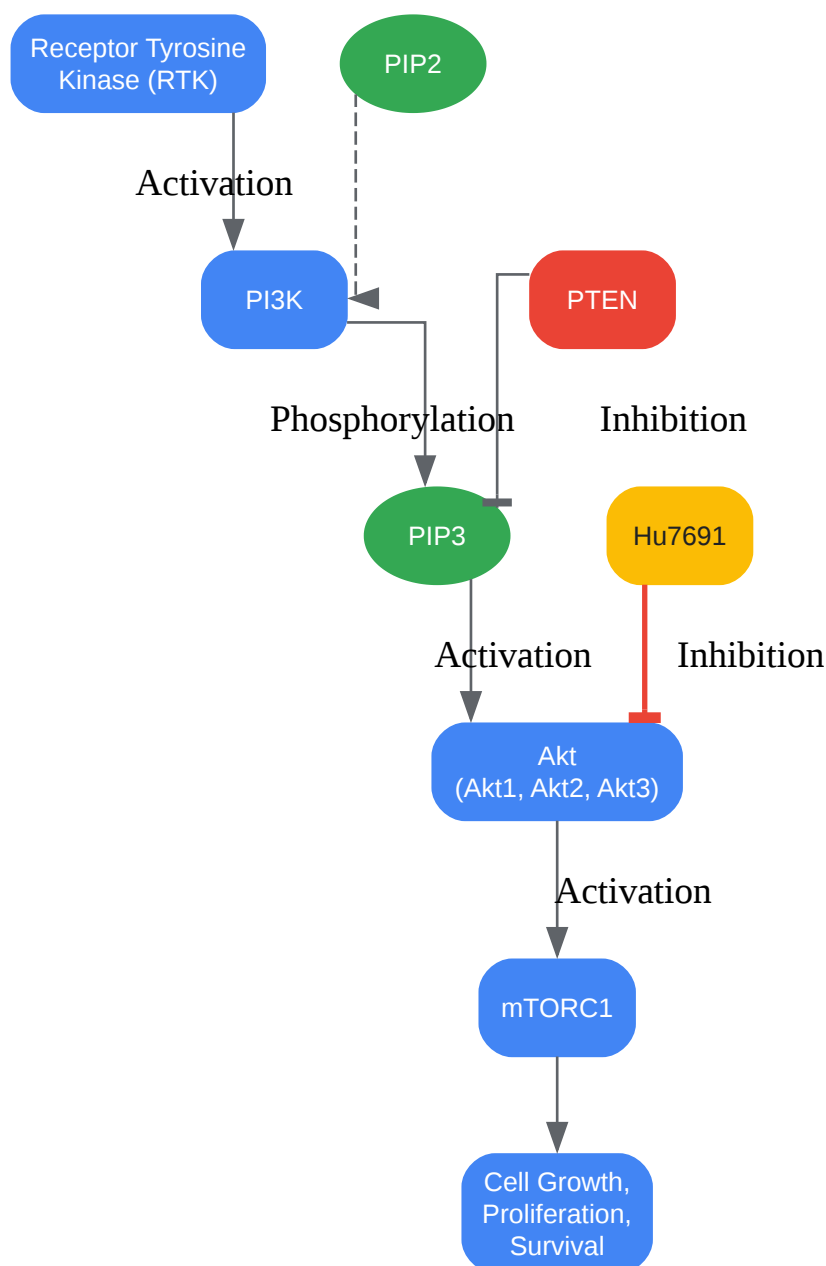 Receptor Tyrosine
Kinase (RTK)
PIP2
Activation
PI3K
PTEN
Phosphorylation
Inhibition
PIP3
Hu7691
Activation
Inhibition
Akt
(Akt1, Akt2, Akt3)
Activation
mTORC1
Cell Growth,
Proliferation,
Survival